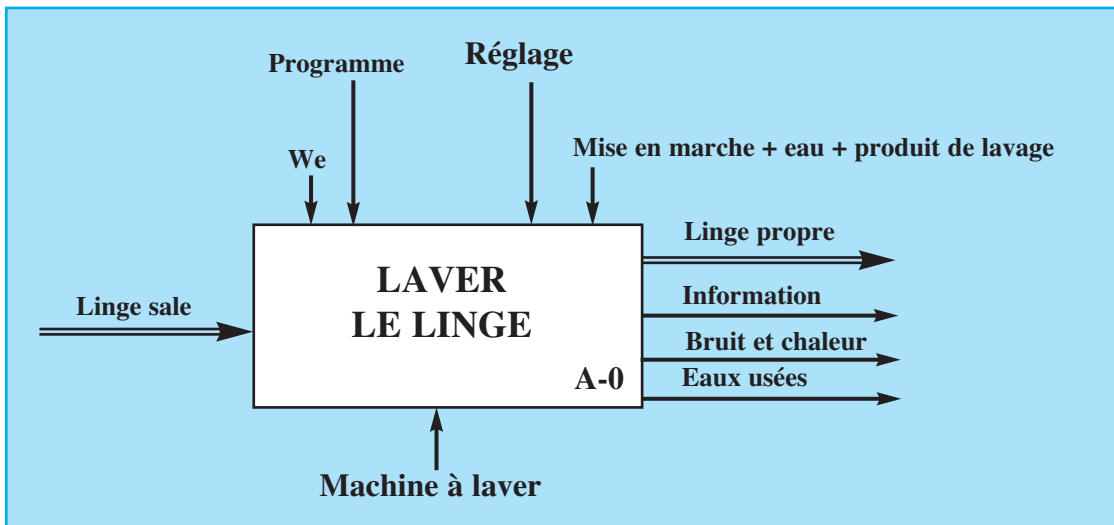 Programme
Réglage
We
Mise en marche + eau + produit de lavage
Linge propre
LAVER
LE LINGE
Linge sale
Information
Bruit et chaleur
A-0
Eaux usées
Machine à laver